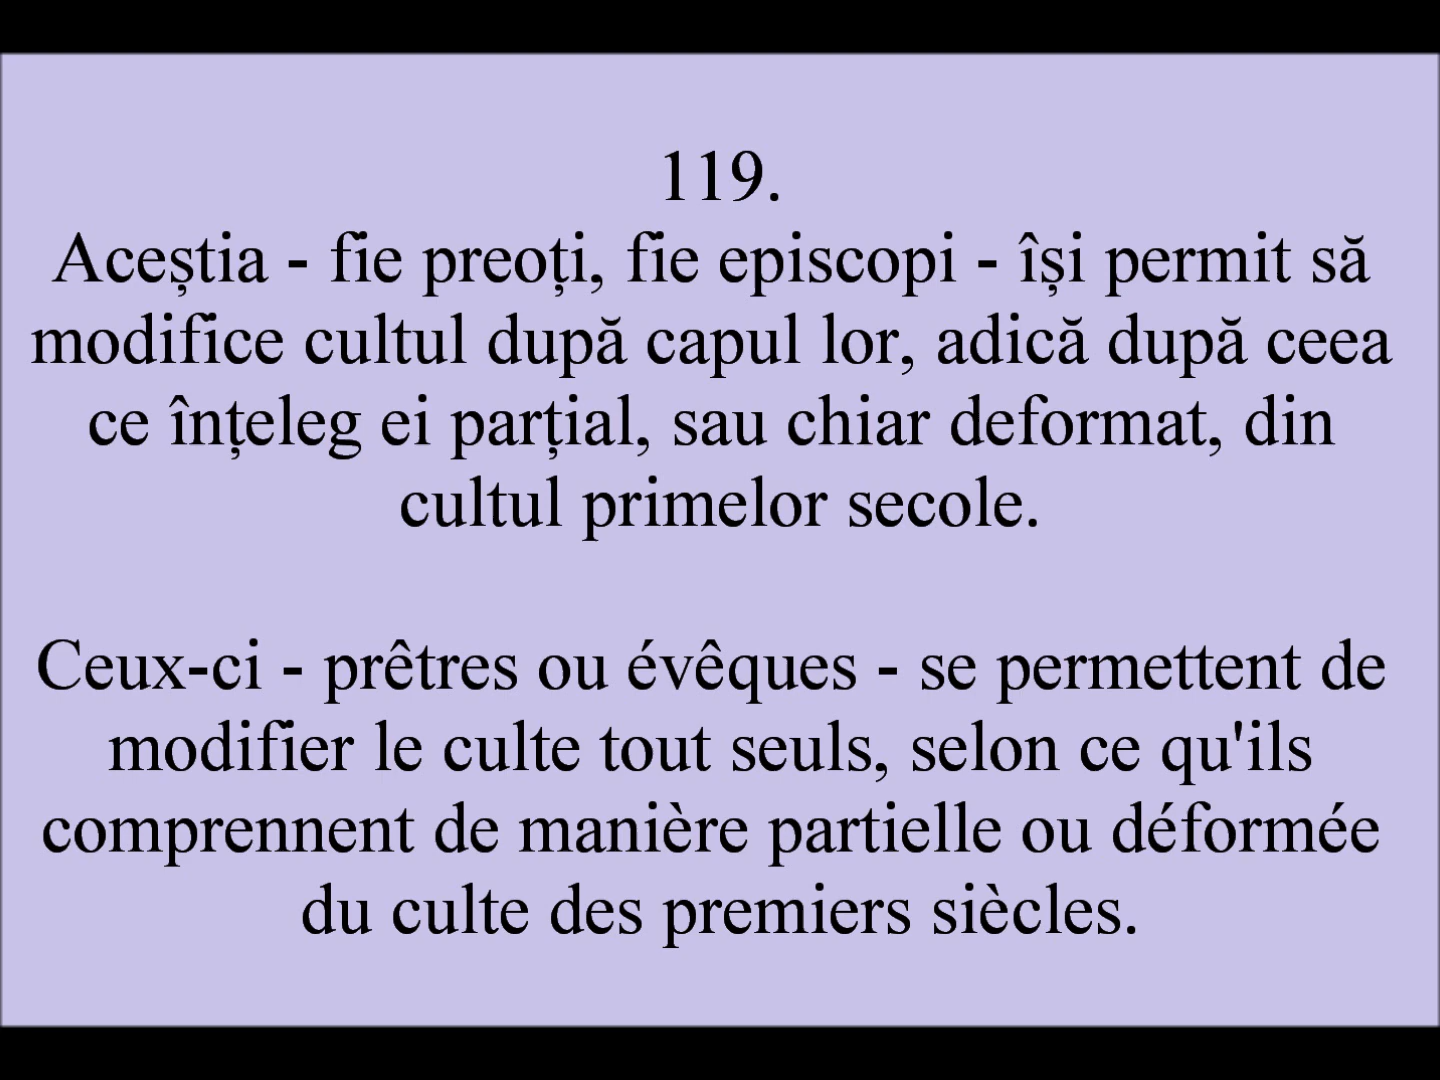 119.
Aceștia - fie preoți, fie episcopi - își permit să
modifice cultul după capul lor, adică după ceea
ce înțeleg ei parțial, sau chiar deformat, din
cultul primelor secole.
Ceux-ci - prêtres ou évêques - se permettent de
modifier le culte tout seuls, selon ce qu'ils
comprennent de manière partielle ou déformée
du culte des premiers siècles.